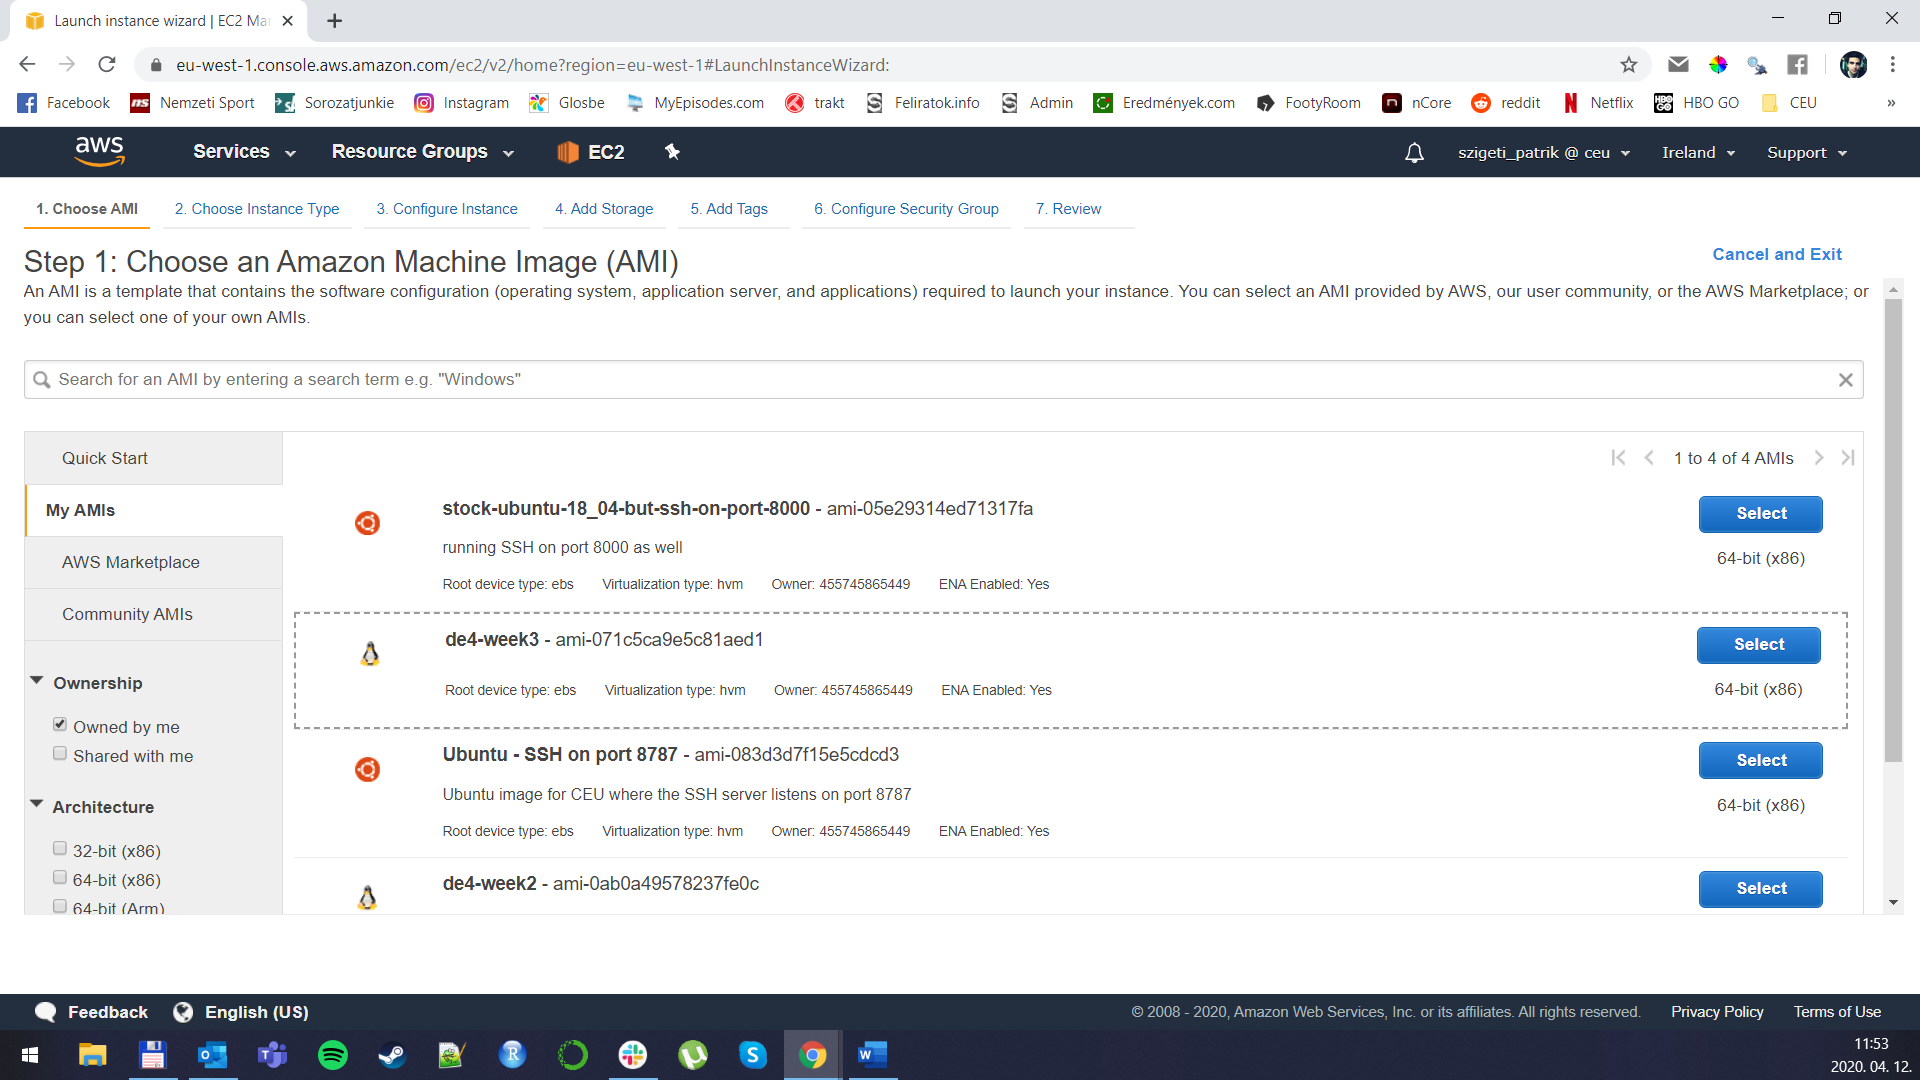 Launch instance wizard | EC2 Ma
eu-west-1.console.aws.amazon.com/ec2/v2/home?region=eu-west-1#LaunchInstanceWizard:
Facebook Nemzeti Sport Sorozatjunkie Instagram Glosbe MyEpisodes.com trakt Feliratok.info Admin Eredmények.com FootyRoom nCore reddit Netflix HBO GO CEU »
aws Services Resource Groups EC2 szigeti_patrik @ ceu Ireland Support
1. Choose AMI 2. Choose Instance Type 3. Configure Instance 4. Add Storage 5. Add Tags 6. Configure Security Group 7. Review
Step 1: Choose an Amazon Machine Image (AMI)
Cancel and Exit
An AMI is a template that contains the software configuration (operating system, application server, and applications) required to launch your instance. You can select an AMI provided by AWS, our user community, or the AWS Marketplace; or
you can select one of your own AMIs.
Search for an AMI by entering a search term e.g. "Windows"
Quick Start
My AMIs
AWS Marketplace
Community AMIs
Ownership
Owned by me
Shared with me
Architecture
32-bit (x86)
64-bit (x86)
64-bit (Arm)
1 to 4 of 4 AMIs
stock-ubuntu-18_04-but-ssh-on-port-8000 - ami-05e29314ed71317fa
Select
running SSH on port 8000 as well
64-bit (x86)
Root device type: ebs Virtualization type: hvm Owner: 455745865449 ENA Enabled: Yes
de4-week3 - ami-071c5ca9e5c81aed1
Select
64-bit (x86)
Root device type: ebs Virtualization type: hvm Owner: 455745865449 ENA Enabled: Yes
Ubuntu - SSH on port 8787 - ami-083d3d7f15e5cdcd3
Select
Ubuntu image for CEU where the SSH server listens on port 8787
64-bit (x86)
Root device type: ebs Virtualization type: hvm Owner: 455745865449 ENA Enabled: Yes
de4-week2 - ami-0ab0a49578237fe0c
Select
Feedback English (US) © 2008 - 2020, Amazon Web Services, Inc. or its affiliates. All rights reserved. Privacy Policy Terms of Use
11:53
2020. 04. 12.